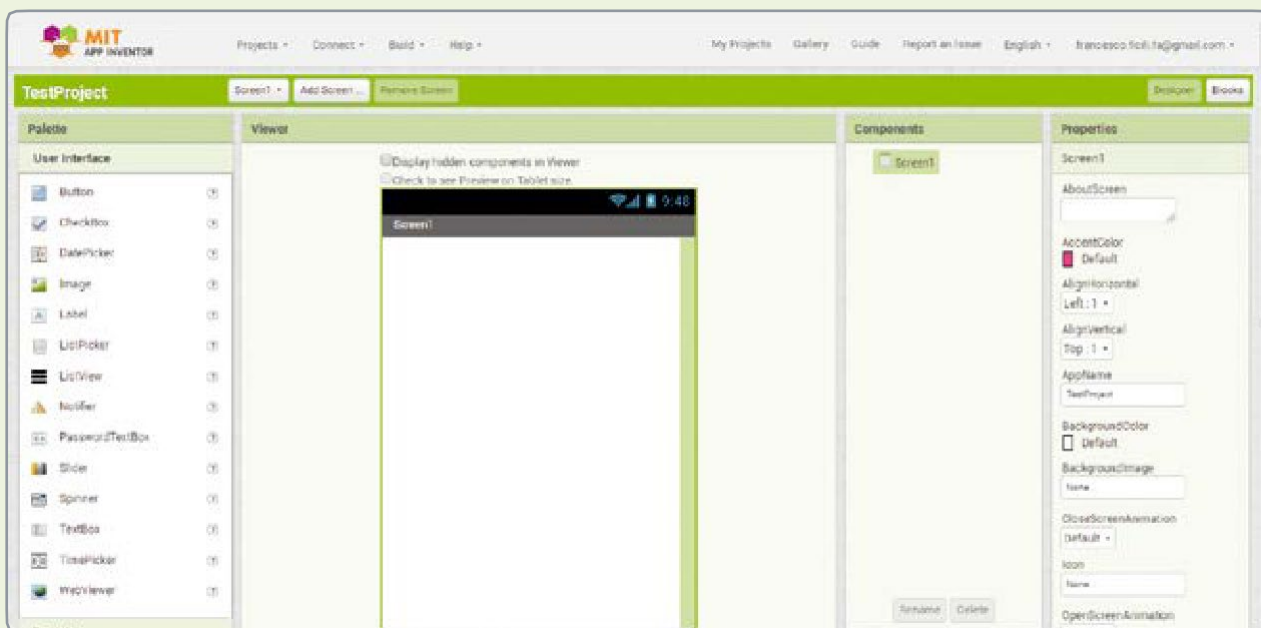 MIT
APP INVENTOR
Projects Connect Build Help
My Projects Gallery Guide Report an Issue English
TestProject
Screen1 Add Screen ... Remove Screen
Designer Blocks
Palette
User Interface
Button
CheckBox
DatePicker
Image
Label
ListPicker
ListView
Notifier
PasswordTextBox
Slider
Spinner
TextBox
TimePicker
WebViewer
Viewer
Display hidden components in Viewer
Check to see Preview on Tablet size.
9:48
Screen1
Components
Screen1
Rename Delete
Properties
Screen1
AboutScreen
AccentColor
Default
AlignHorizontal
Left : 1
AlignVertical
Top : 1
AppName
TestProject
BackgroundColor
Default
BackgroundImage
None
CloseScreenAnimation
Default
Icon
None
OpenScreenAnimation